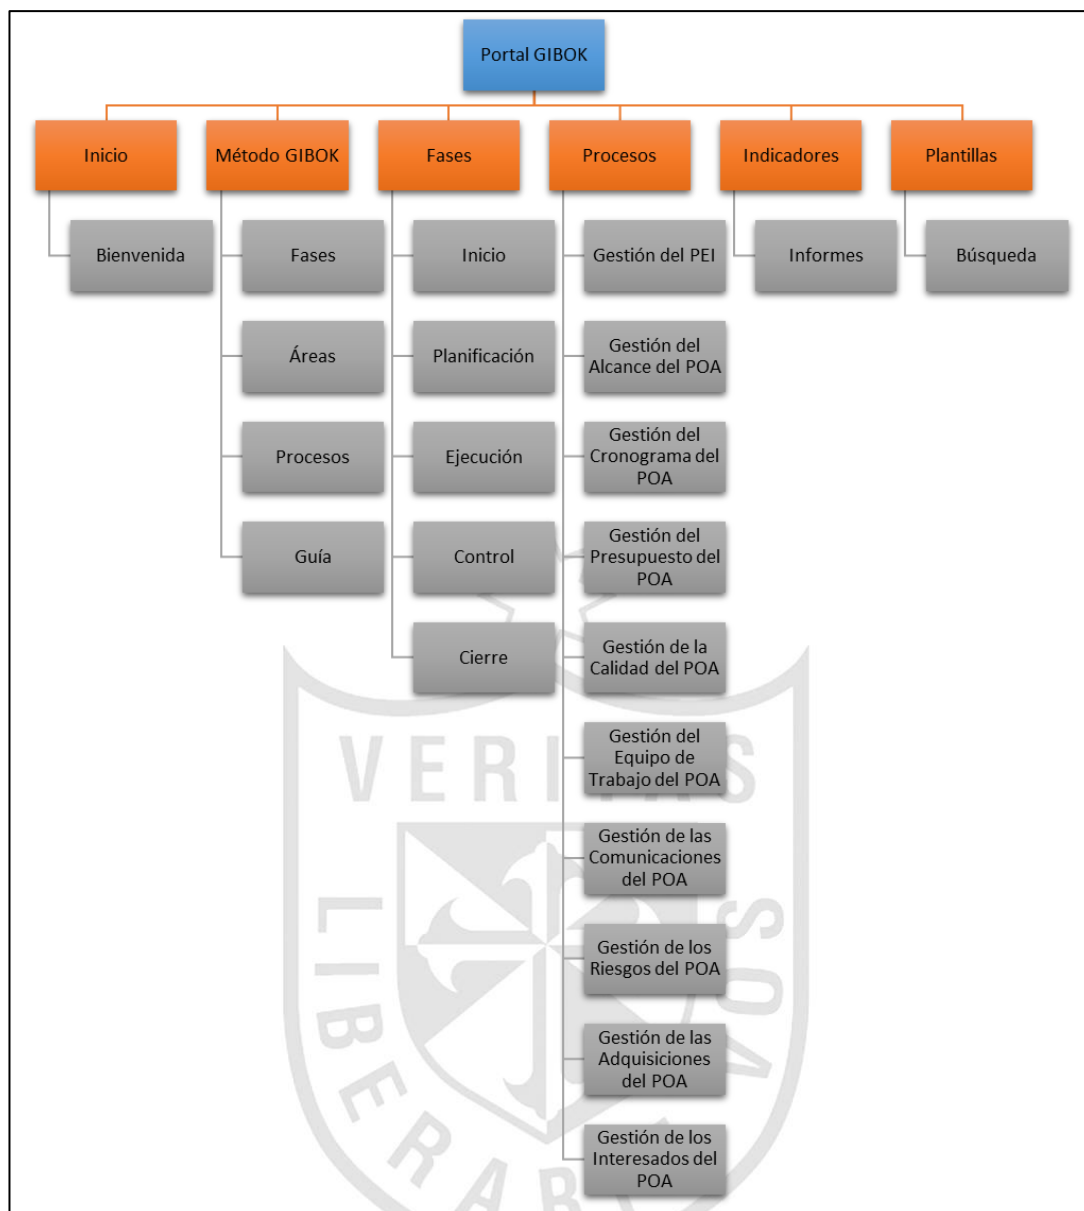 Portal GIBOK
Inicio
Método GIBOK
Fases
Procesos
Indicadores
Plantillas
Bienvenida
Fases
Áreas
Procesos
Guía
Inicio
Planificación
Ejecución
Control
Cierre
Gestión del PEI
Gestión del
Alcance del POA
Gestión del
Cronograma del
POA
Gestión del
Presupuesto del
POA
Gestión de la
Calidad del POA
Gestión del
Equipo de
Trabajo del POA
Gestión de las
Comunicaciones
del POA
Gestión de los
Riesgos del POA
Gestión de las
Adquisiciones
del POA
Gestión de los
Interesados del
POA
Informes
Búsqueda
VERITAS